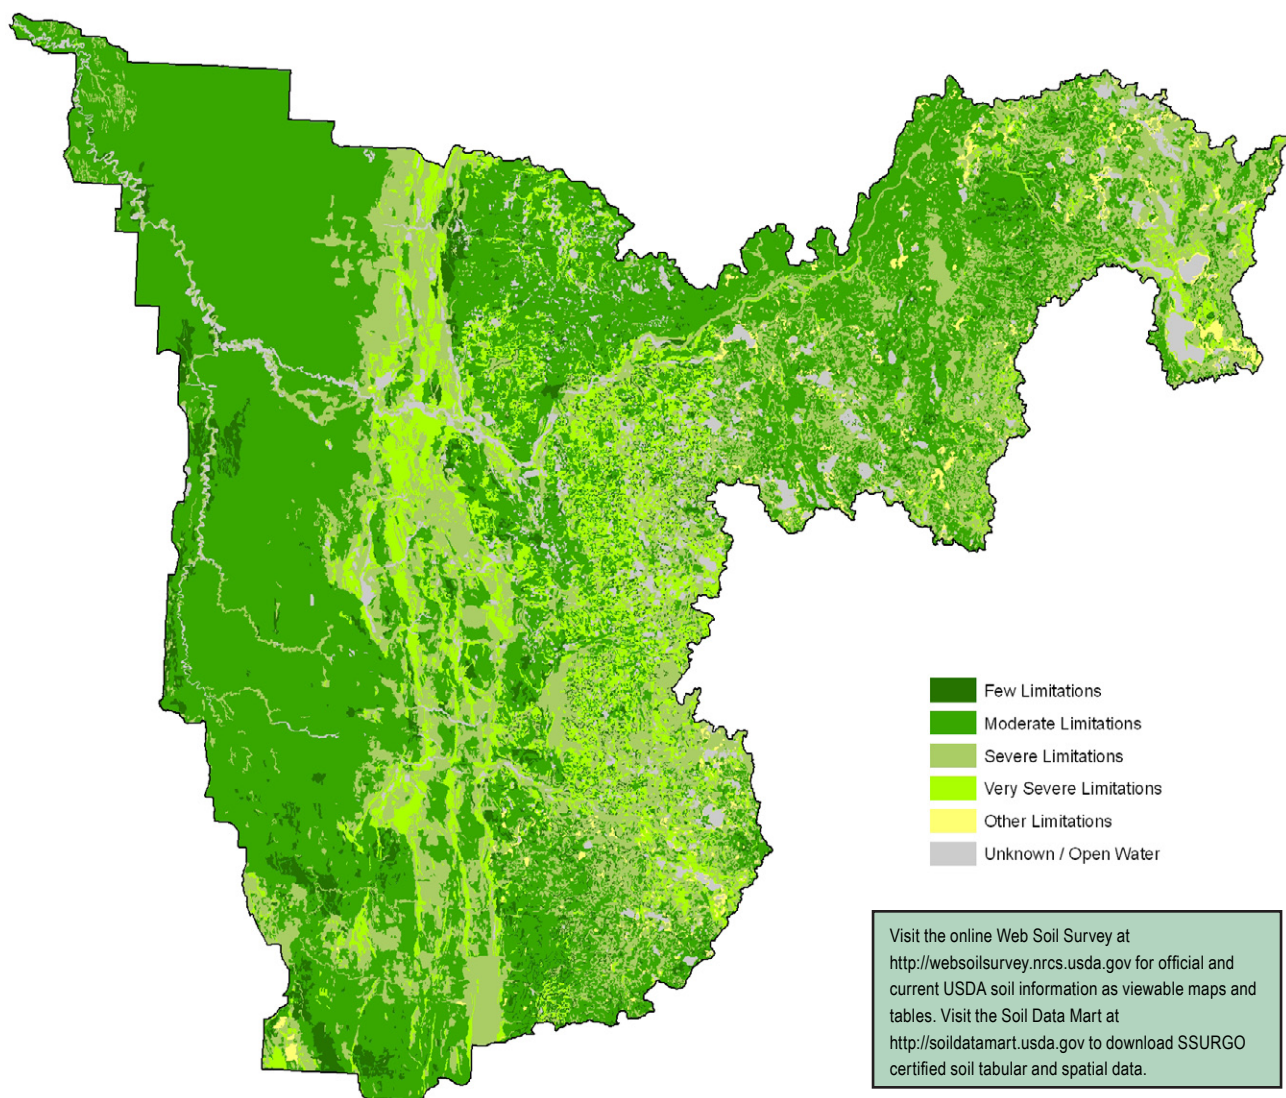 Few Limitations
Moderate Limitations
Severe Limitations
Very Severe Limitations
Other Limitations
Unknown / Open Water
Visit the online Web Soil Survey at
http://websoilsurvey.nrcs.usda.gov for official and
current USDA soil information as viewable maps and
tables. Visit the Soil Data Mart at
http://soildatamart.usda.gov to download SSURGO
certified soil tabular and spatial data.